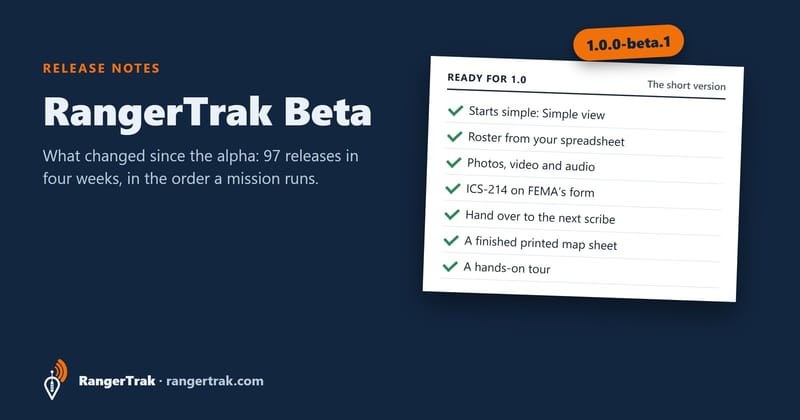 RELEASE NOTES
RangerTrak Beta
What changed since the alpha: 97 releases in
four weeks, in the order a mission runs.
1.0.0-beta.1
READY FOR 1.0
The short version
Starts simple: Simple view
Roster from your spreadsheet
Photos, video and audio
ICS-214 on FEMA's form
Hand over to the next scribe
A finished printed map sheet
A hands-on tour
RangerTrak · rangertrak.com